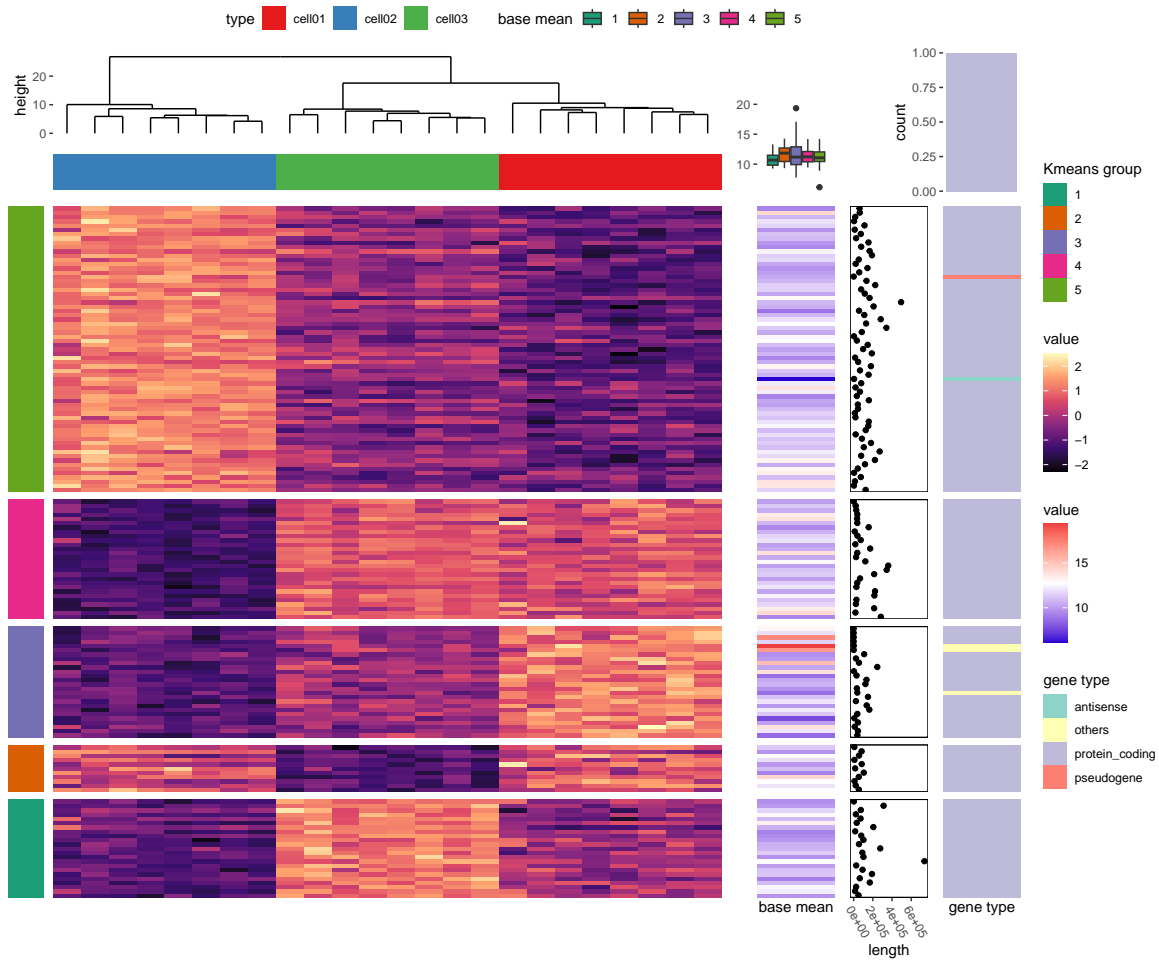 type cell01 cell02 cell03 base mean 1 2 3 4 5
height
20
10
0
20
15
10
count
1.00
0.75
0.50
0.25
0.00
Kmeans group
1
2
3
4
5
value
2
1
0
−1
−2
value
15
10
gene type
antisense
others
protein_coding
pseudogene
base mean
0e+00
2e+05
4e+05
6e+05
length
gene type